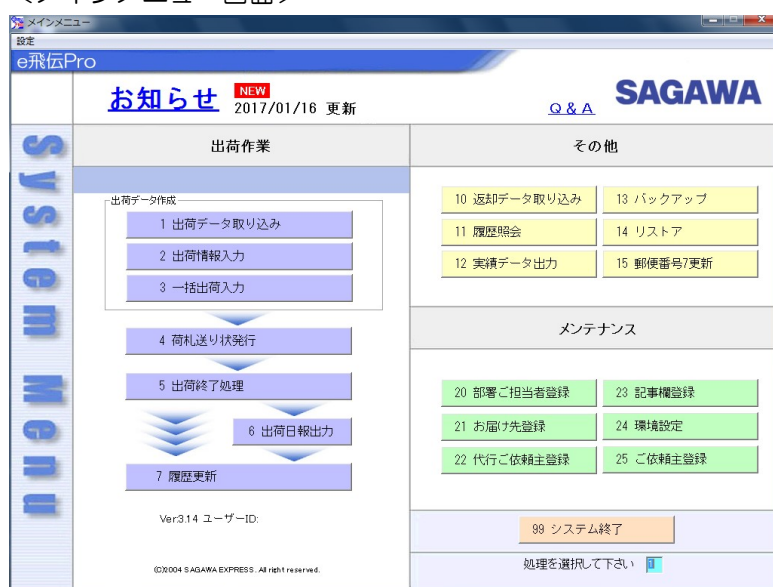 <メインメニュー画面>
メインメニュー
設定
e飛伝Pro
お知らせ NEW 2017/01/16 更新
Q & A
SAGAWA
System Menu
出荷作業
出荷データ作成
1 出荷データ取り込み
2 出荷情報入力
3 一括出荷入力
4 荷札送り状発行
5 出荷終了処理
6 出荷日報出力
7 履歴更新
Ver.3.14 ユーザーID:
(C)2004 SAGAWA EXPRESS. All right reserved.
その他
10 返却データ取り込み
13 バックアップ
11 履歴照会
14 リストア
12 実績データ出力
15 郵便番号7更新
メンテナンス
20 部署ご担当者登録
23 記事欄登録
21 お届け先登録
24 環境設定
22 代行ご依頼主登録
25 ご依頼主登録
99 システム終了
処理を選択して下さい 0